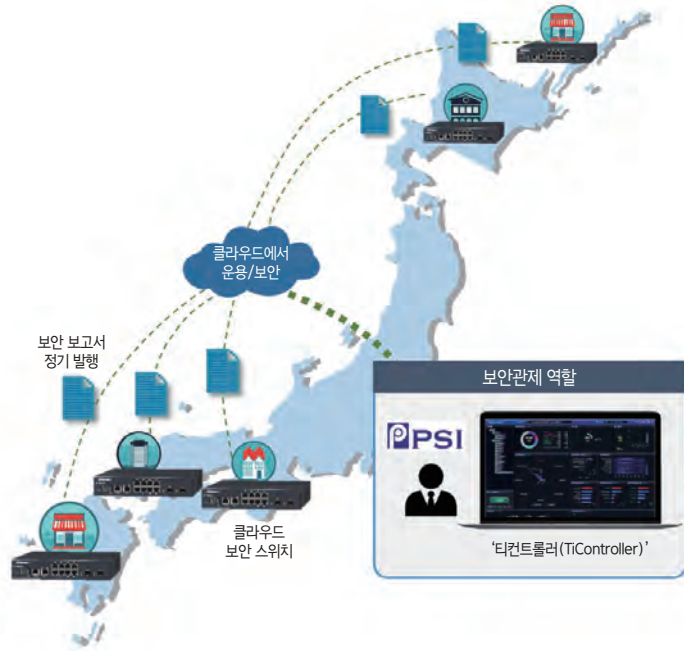 클라우드에서
운용/보안
보안 보고서
정기 발행
보안관제 역할
PSI
클라우드
보안 스위치
‘티컨트롤러(TiController)’